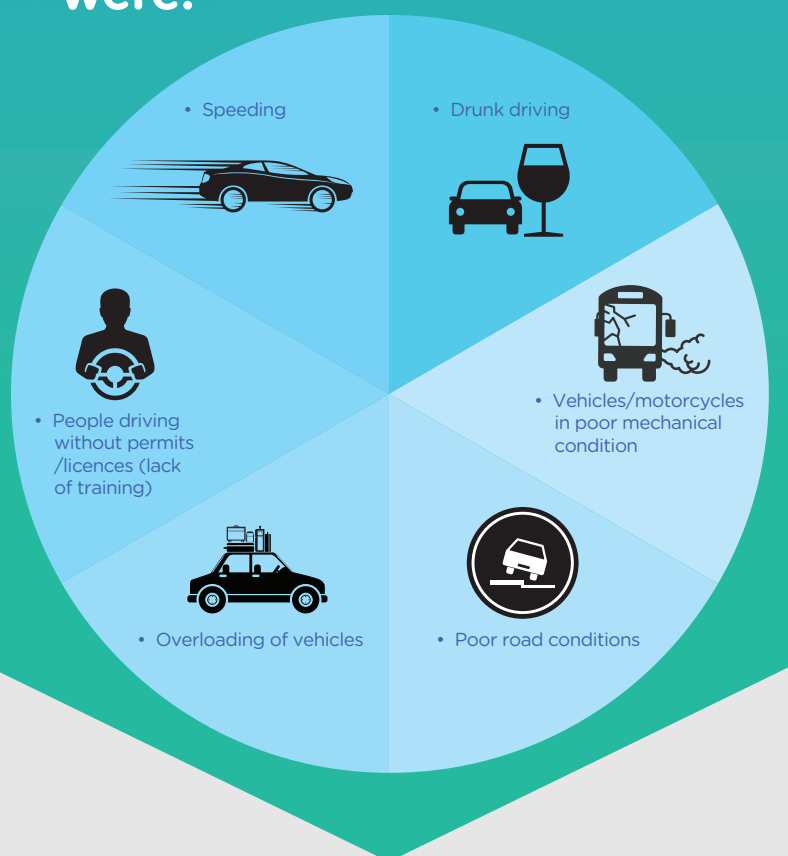 were:
• Speeding
• Drunk driving
• People driving
without permits
/licences (lack
of training)
• Vehicles/motorcycles
in poor mechanical
condition
• Overloading of vehicles
• Poor road conditions